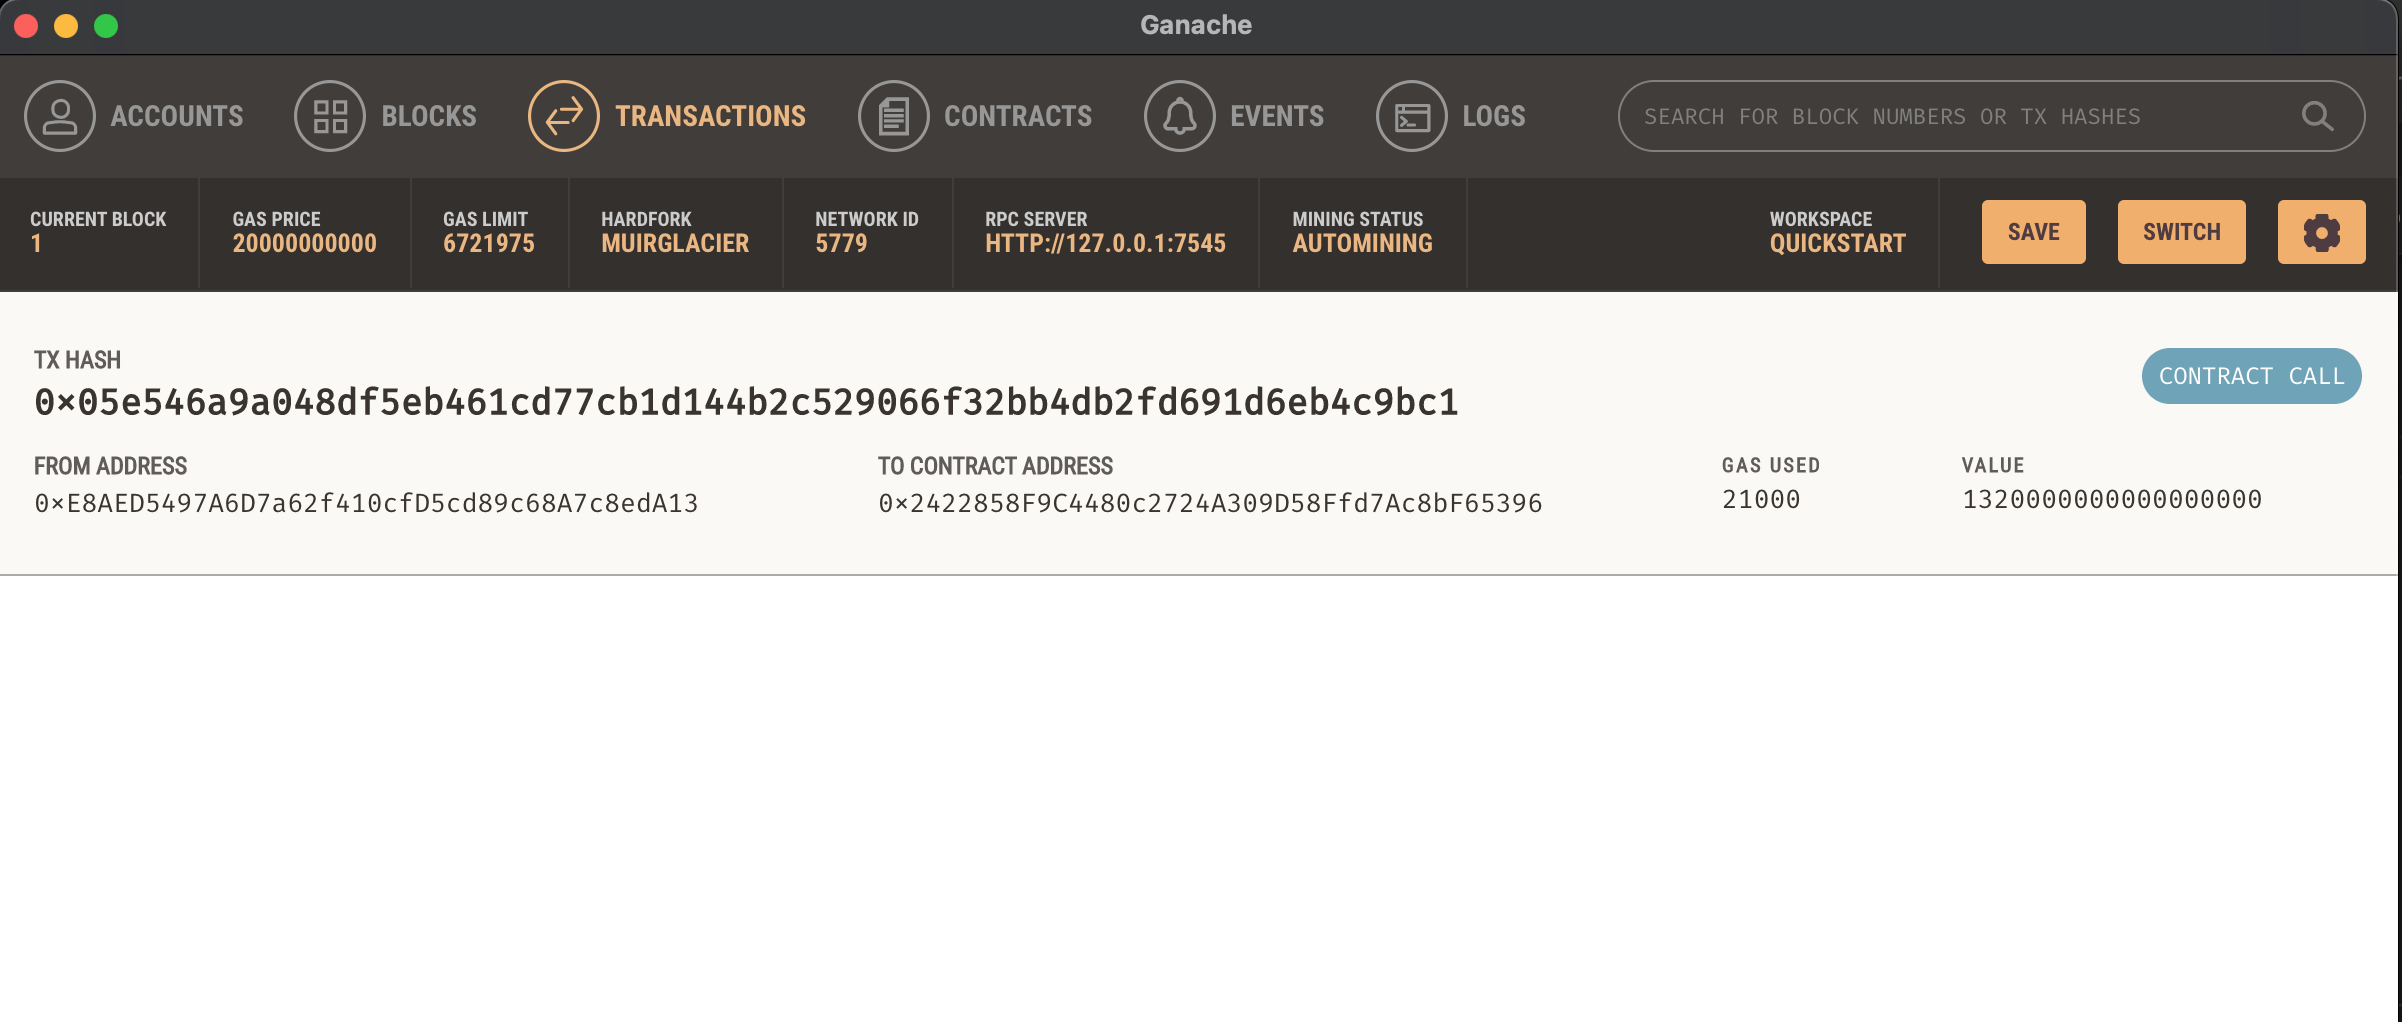 Ganache
ACCOUNTS BLOCKS TRANSACTIONS CONTRACTS EVENTS LOGS SEARCH FOR BLOCK NUMBERS OR TX HASHES
CURRENT BLOCK GAS PRICE GAS LIMIT HARDFORK NETWORK ID RPC SERVER MINING STATUS WORKSPACE
1 20000000000 6721975 MUIRGLACIER 5779 HTTP://127.0.0.1:7545 AUTOMINING QUICKSTART SAVE SWITCH
TX HASH
0×05e546a9a048df5eb461cd77cb1d144b2c529066f32bb4db2fd691d6eb4c9bc1 CONTRACT CALL
FROM ADDRESS TO CONTRACT ADDRESS GAS USED VALUE
0×E8AED5497A6D7a62f410cfD5cd89c68A7c8edA13 0×2422858F9C4480c2724A309D58Ffd7Ac8bF65396 21000 1320000000000000000